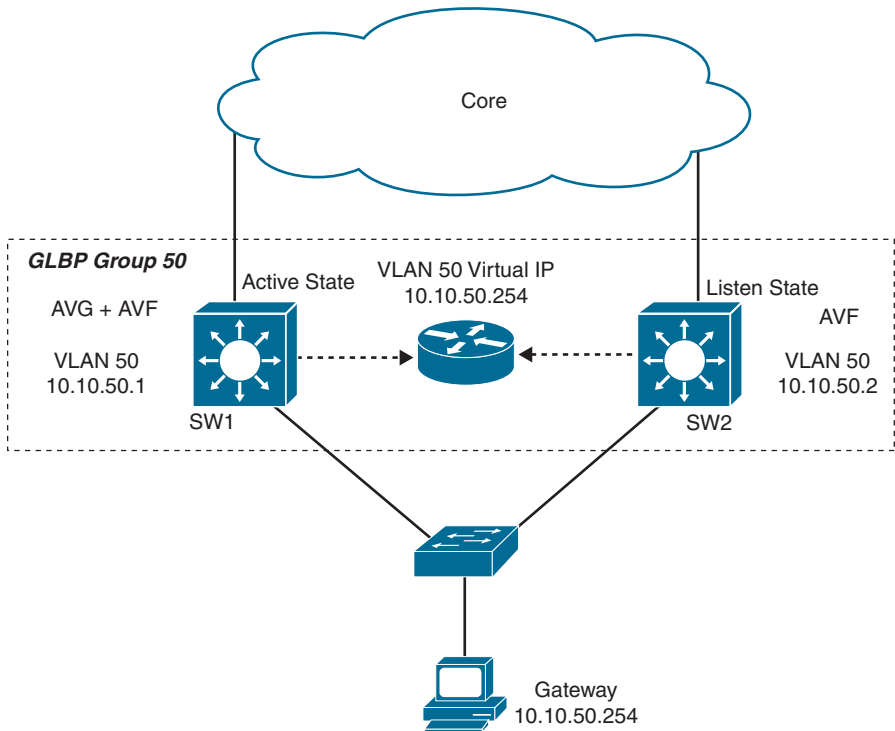 Core
GLBP Group 50
Active State
VLAN 50 Virtual IP
10.10.50.254
Listen State
AVG + AVF
AVF
VLAN 50
10.10.50.1
VLAN 50
10.10.50.2
SW1
SW2
Gateway
10.10.50.254